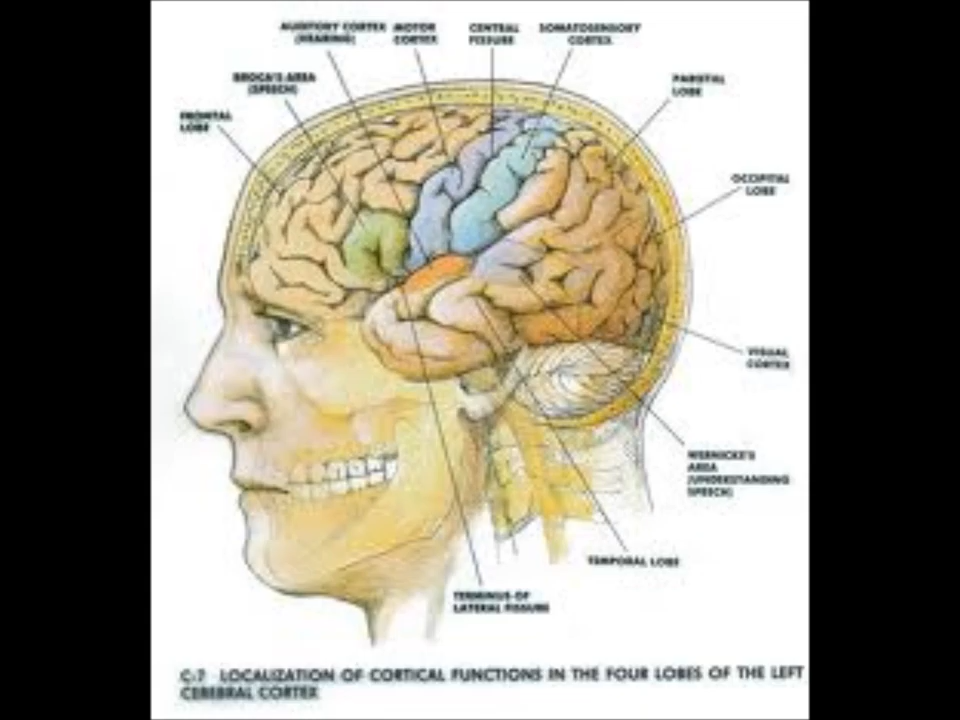 AUDITORY CORTEX
(HEARING)
MOTOR
CORTEX
CENTRAL
FISSURE
SOMATOSENSORY
CORTEX
BROCA'S AREA
(SPEECH)
PARIETAL
LOBE
FRONTAL
LOBE
OCCIPITAL
LOBE
VISUAL
CORTEX
WERNICKE'S
AREA
(UNDERSTANDING
SPEECH)
TEMPORAL LOBE
TERMINUS OF
LATERAL FISSURE
C-7 LOCALIZATION OF CORTICAL FUNCTIONS IN THE FOUR LOBES OF THE LEFT
CEREBRAL CORTEX